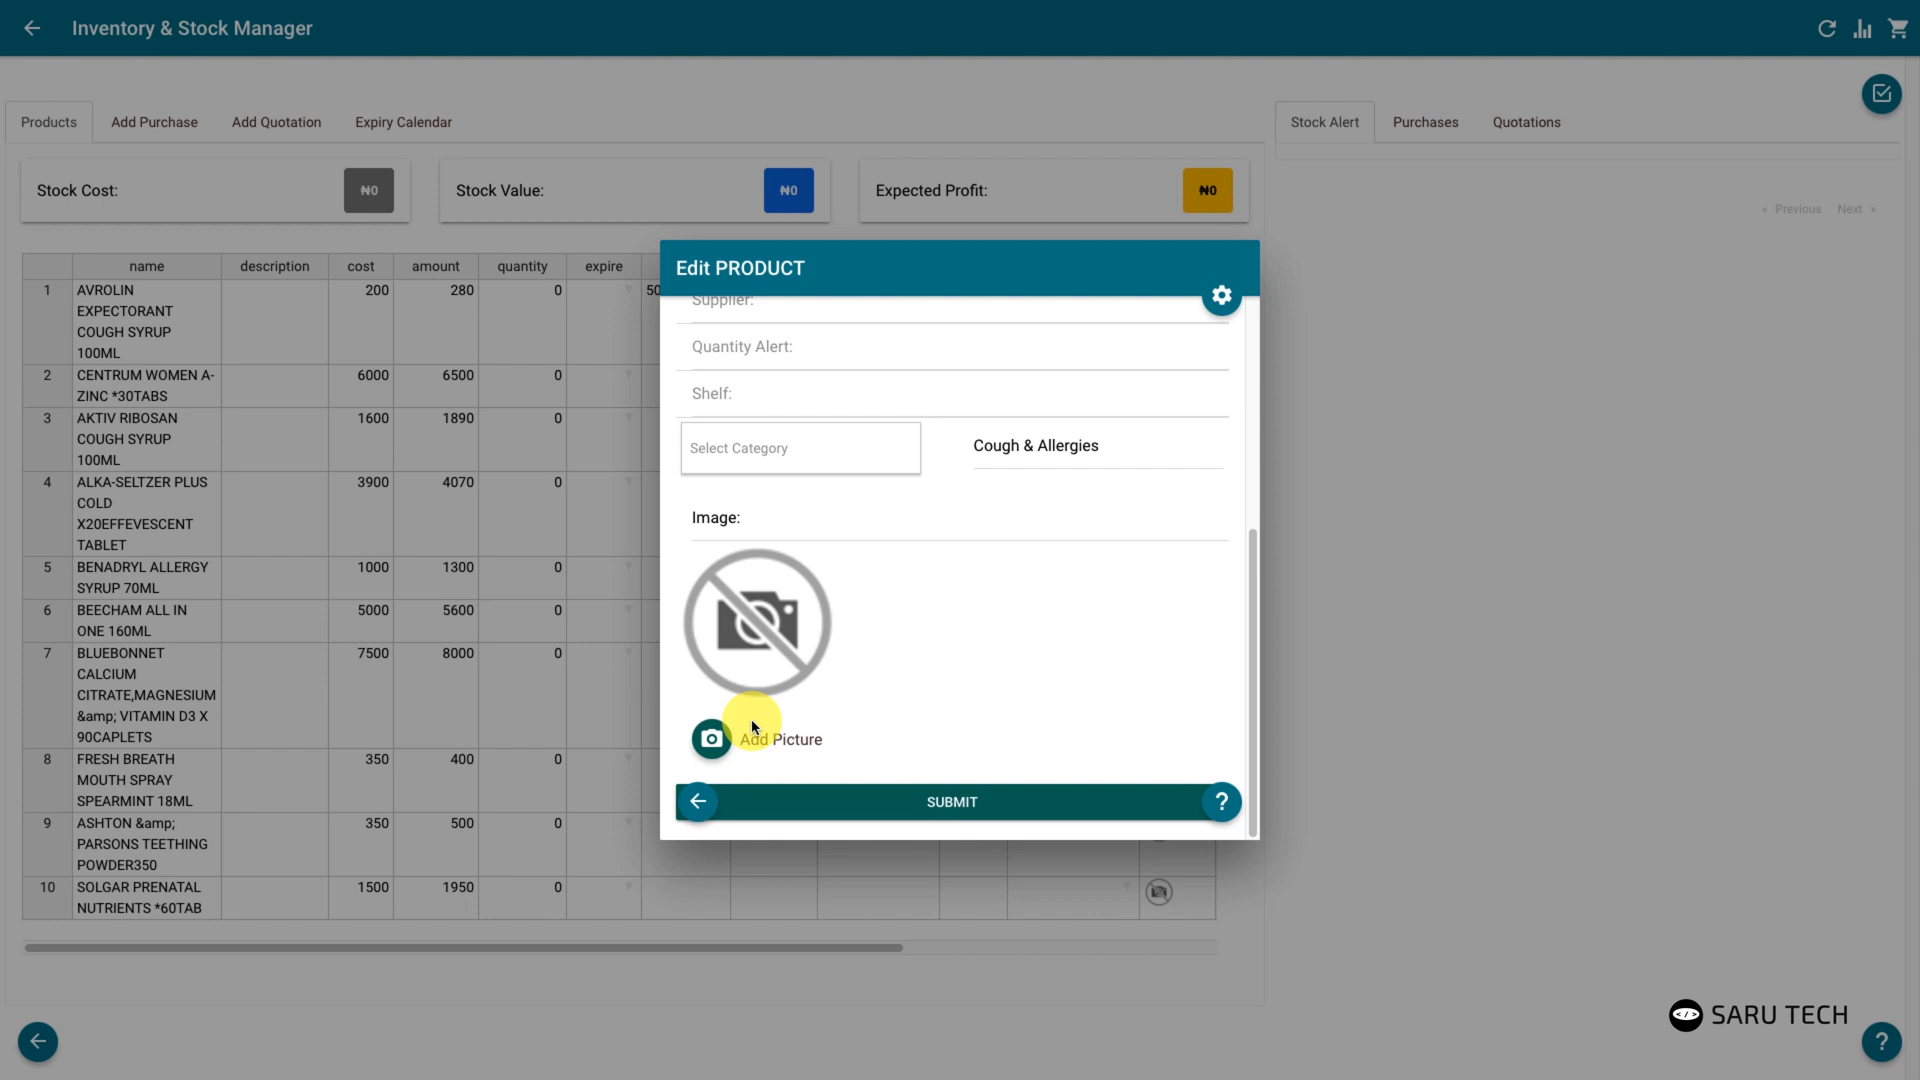 Inventory & Stock Manager
Products Add Purchase Add Quotation Expiry Calendar
Stock Alert Purchases Quotations
Stock Cost: ₦0 Stock Value: ₦0 Expected Profit: ₦0
« Previous Next »
name description cost amount quantity expire
1 AVROLIN 200 280 0 50
EXPECTORANT
COUGH SYRUP
100ML
2 CENTRUM WOMEN A- 6000 6500 0
ZINC *30TABS
3 AKTIV RIBOSAN 1600 1890 0
COUGH SYRUP
100ML
4 ALKA-SELTZER PLUS 3900 4070 0
COLD
X20EFFEVESCENT
TABLET
5 BENADRYL ALLERGY 1000 1300 0
SYRUP 70ML
6 BEECHAM ALL IN 5000 5600 0
ONE 160ML
7 BLUEBONNET 7500 8000 0
CALCIUM
CITRATE,MAGNESIUM
&amp; VITAMIN D3 X
90CAPLETS
8 FRESH BREATH 350 400 0
MOUTH SPRAY
SPEARMINT 18ML
9 ASHTON &amp; 350 500 0
PARSONS TEETHING
POWDER350
10 SOLGAR PRENATAL 1500 1950 0
NUTRIENTS *60TAB
Edit PRODUCT
Supplier:
Quantity Alert:
Shelf:
Select Category Cough & Allergies
Image:
Add Picture
SUBMIT
?
</> SARU TECH
?